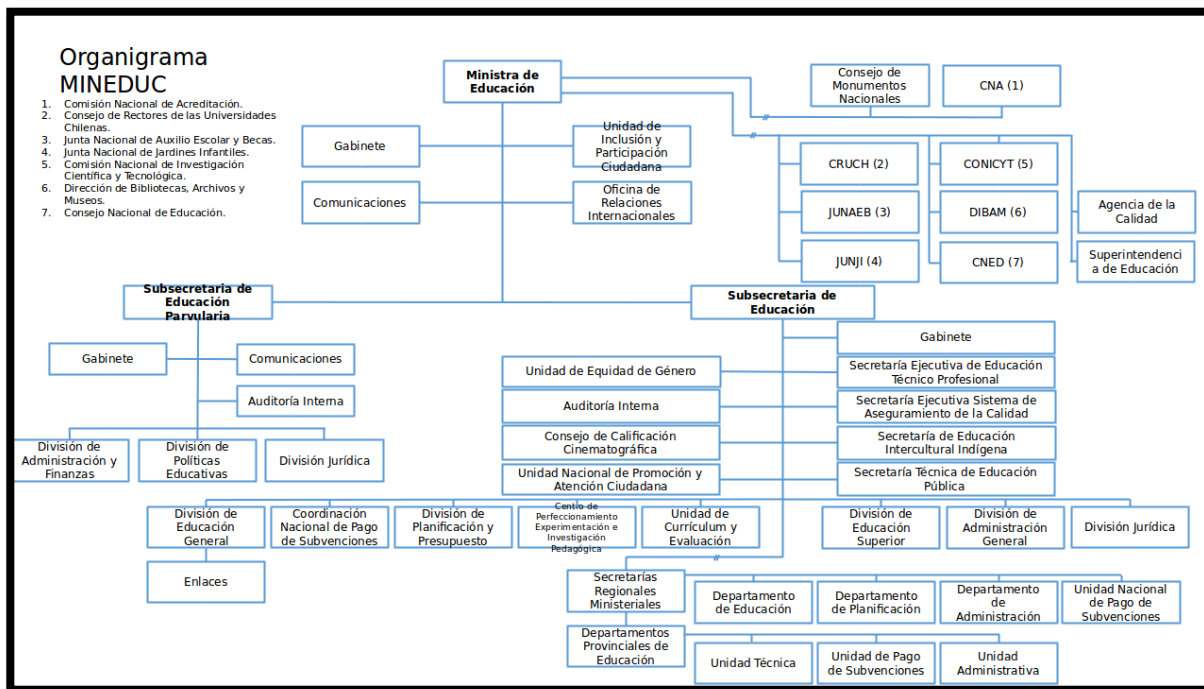 Organigrama
MINEDUC
1. Comisión Nacional de Acreditación.
2. Consejo de Rectores de las Universidades
Chilenas.
3. Junta Nacional de Auxilio Escolar y Becas.
4. Junta Nacional de Jardines Infantiles.
5. Comisión Nacional de Investigación
Científica y Tecnológica.
6. Dirección de Bibliotecas, Archivos y
Museos.
7. Consejo Nacional de Educación.
Ministra de
Educación
Consejo de
Monumentos
Nacionales
CNA (1)
Gabinete
Unidad de
Inclusión y
Participación
Ciudadana
Comunicaciones
Oficina de
Relaciones
Internacionales
CRUCH (2)
CONICYT (5)
JUNAEB (3)
DIBAM (6)
Agencia de la
Calidad
JUNJI (4)
CNED (7)
Superintendenci
a de Educación
Subsecretaria de
Educación
Parvularia
Subsecretaria de
Educación
Gabinete
Comunicaciones
Auditoría Interna
División de
Administración y
Finanzas
División de
Políticas
Educativas
División Jurídica
Gabinete
Unidad de Equidad de Género
Secretaría Ejecutiva de Educación
Técnico Profesional
Auditoría Interna
Secretaría Ejecutiva Sistema de
Aseguramiento de la Calidad
Consejo de Calificación
Cinematográfica
Secretaría de Educación
Intercultural Indígena
Unidad Nacional de Promoción y
Atención Ciudadana
Secretaría Técnica de Educación
Pública
División de
Educación
General
Coordinación
Nacional de Pago
de Subvenciones
División de
Planificación y
Presupuesto
Centro de
Perfeccionamiento
Experimentación e
Investigación
Pedagógica
Unidad de
Currículum y
Evaluación
División de
Educación
Superior
División de
Administración
General
División Jurídica
Enlaces
Secretarías
Regionales
Ministeriales
Departamento
de Educación
Departamento
de Planificación
Departamento
de
Administración
Unidad Nacional
de Pago de
Subvenciones
Departamentos
Provinciales de
Educación
Unidad Técnica
Unidad de Pago
de Subvenciones
Unidad
Administrativa